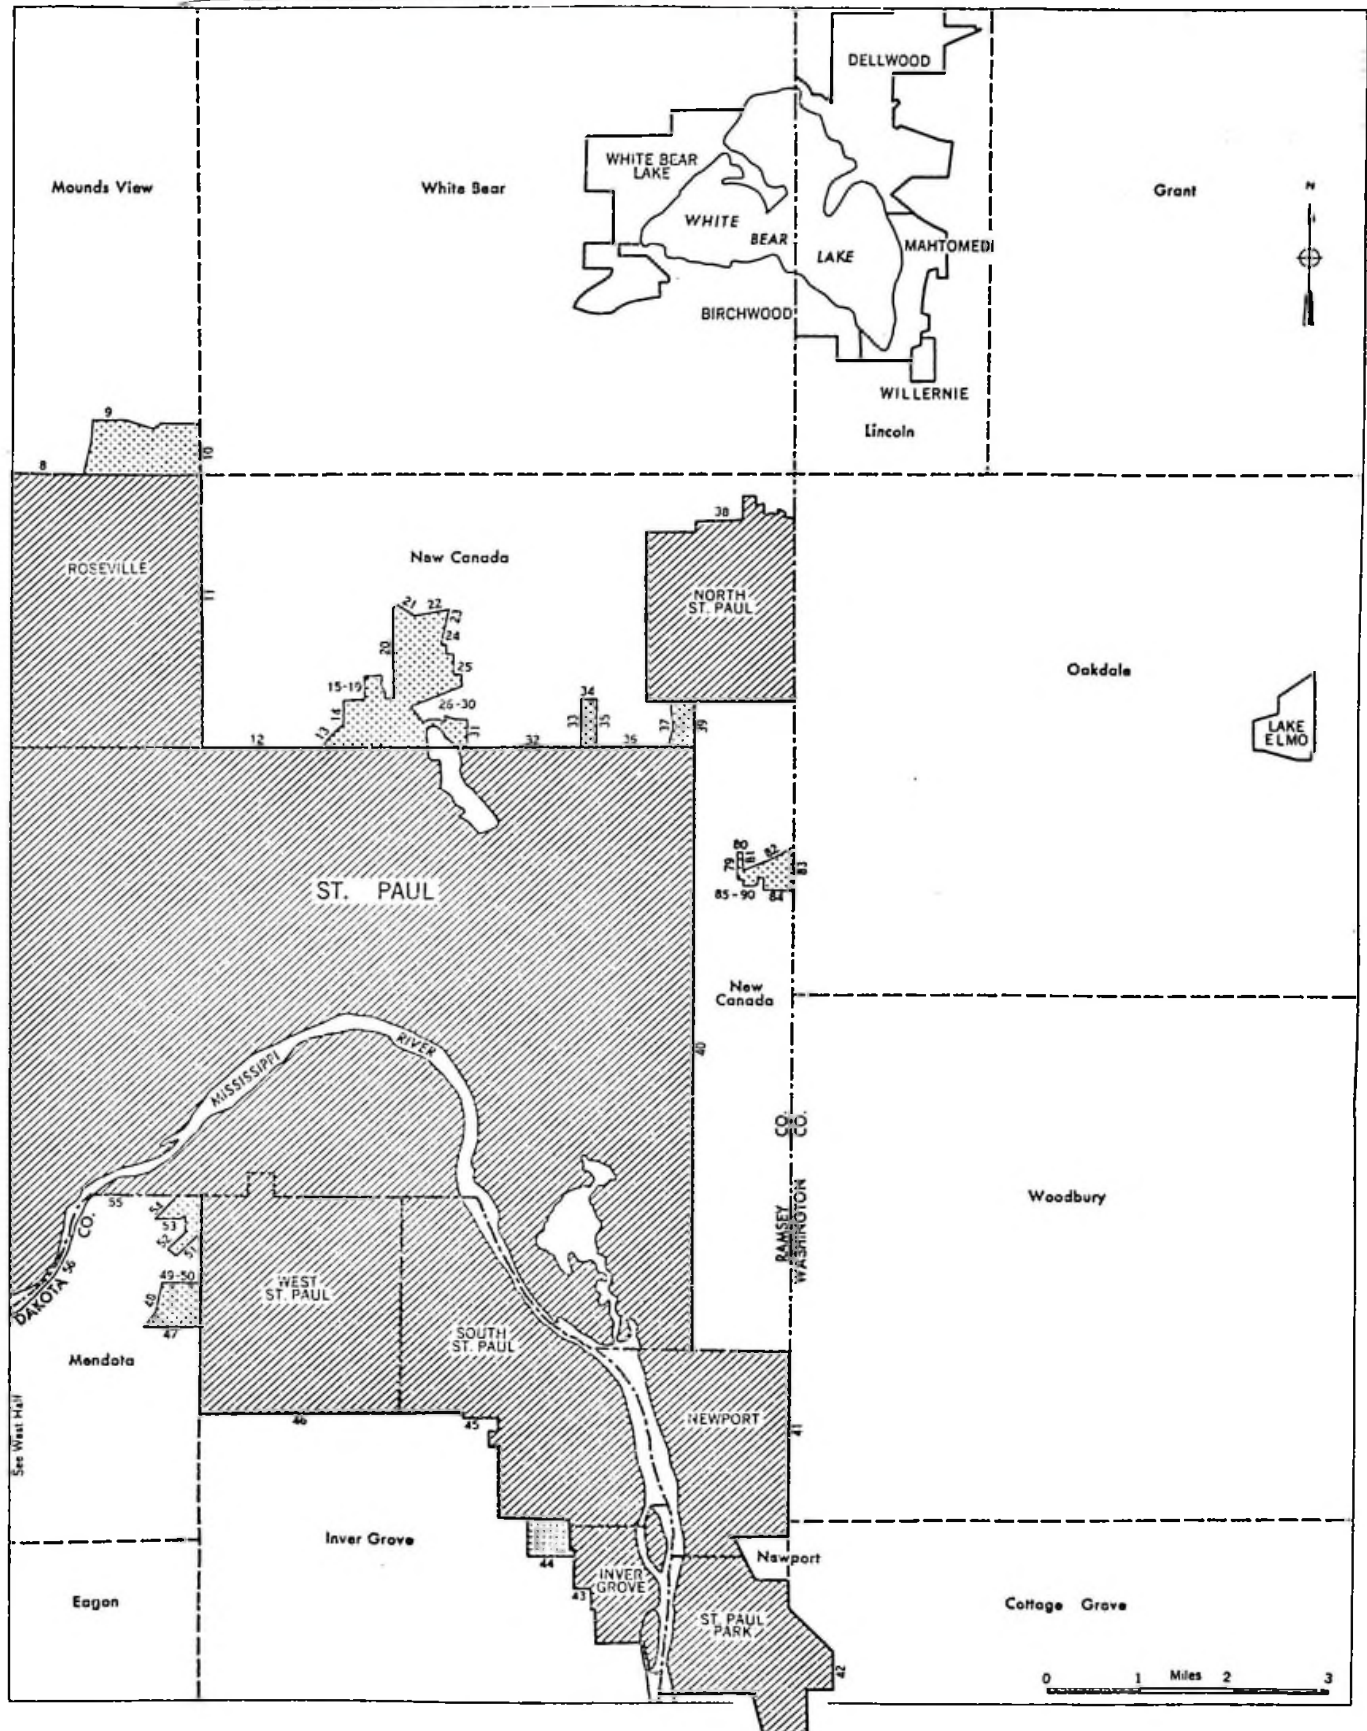 DELLWOOD
WHITE BEAR
LAKE
Mounds View
White Bear
Grant
N
WHITE
BEAR
LAKE
MAHTOMEDI
BIRCHWOOD
WILLERNIE
Lincoln
9
10
8
38
New Canada
ROSEVILLE
11
NORTH
ST. PAUL
21
22
23
24
20
25
Oakdale
15-19
34
26-30
14
33
35
37
39
13
31
12
32
36
LAKE
ELMO
80
82
79
81
83
85-90
84
ST. PAUL
New
Canada
MISSISSIPPI
RIVER
40
RAMSEY CO.
WASHINGTON CO.
Woodbury
55
54
53
52
51
DAKOTA CO.
56
49-50
48
47
WEST
ST. PAUL
SOUTH
ST. PAUL
Mendota
See West Half
46
45
NEWPORT
41
Inver Grove
44
Newport
INVER
GROVE
43
Eagan
ST. PAUL
PARK
Cottage Grove
42
0 1 Miles 2 3